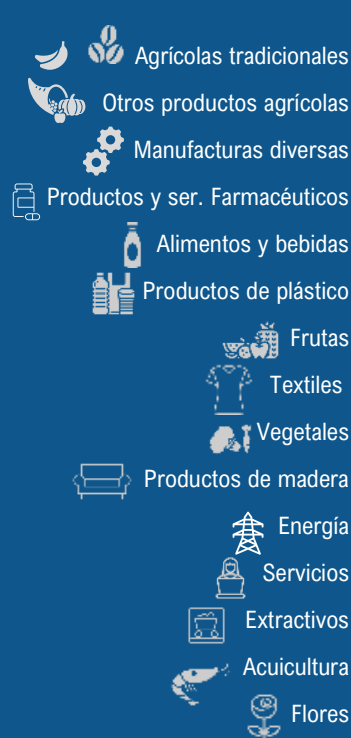 Agrícolas tradicionales
Otros productos agrícolas
Manufacturas diversas
Productos y ser. Farmacéuticos
Alimentos y bebidas
Productos de plástico
Frutas
Textiles
Vegetales
Productos de madera
Energía
Servicios
Extractivos
Acuicultura
Flores